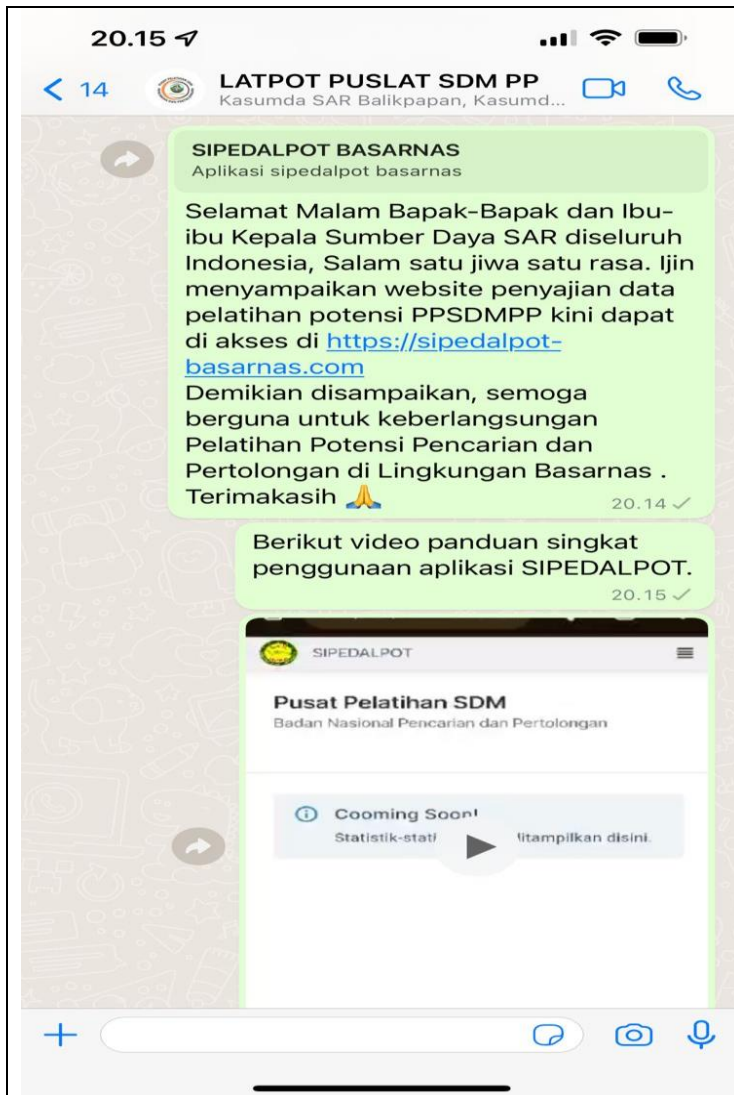 20.15
14
LATPOT PUSLAT SDM PP
Kasumda SAR Balikpapan, Kasumd...
SIPEDALPOT BASARNAS
Aplikasi sipedalpot basarnas
Selamat Malam Bapak-Bapak dan Ibu-
ibu Kepala Sumber Daya SAR diseluruh
Indonesia, Salam satu jiwa satu rasa. Ijin
menyampaikan website penyajian data
pelatihan potensi PPSDMPP kini dapat
di akses di https://sipedalpot-
basarnas.com
Demikian disampaikan, semoga
berguna untuk keberlangsungan
Pelatihan Potensi Pencarian dan
Pertolongan di Lingkungan Basarnas .
Terimakasih 🙏
20.14
Berikut video panduan singkat
penggunaan aplikasi SIPEDALPOT.
20.15
SIPEDALPOT
Pusat Pelatihan SDM
Badan Nasional Pencarian dan Pertolongan
Cooming Soon!
disini.